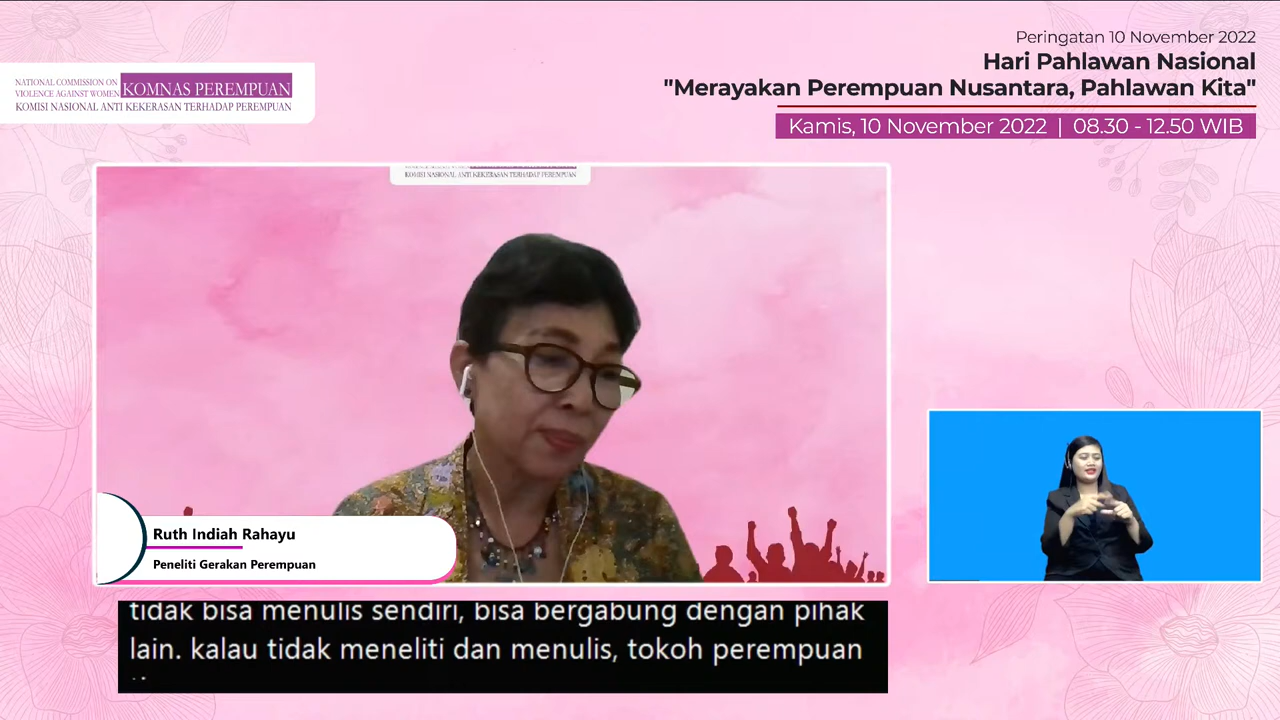 Peringatan 10 November 2022
Hari Pahlawan Nasional
"Merayakan Perempuan Nusantara, Pahlawan Kita"
Kamis, 10 November 2022 | 08.30 - 12.50 WIB
NATIONAL COMMISSION ON
VIOLENCE AGAINST WOMEN
KOMNAS PEREMPUAN
KOMISI NASIONAL ANTI KEKERASAN TERHADAP PEREMPUAN
KOMISI NASIONAL ANTI KEKERASAN TERHADAP PEREMPUAN
Ruth Indiah Rahayu
Peneliti Gerakan Perempuan
tidak bisa menulis sendiri, bisa bergabung dengan pihak
lain. kalau tidak meneliti dan menulis, tokoh perempuan